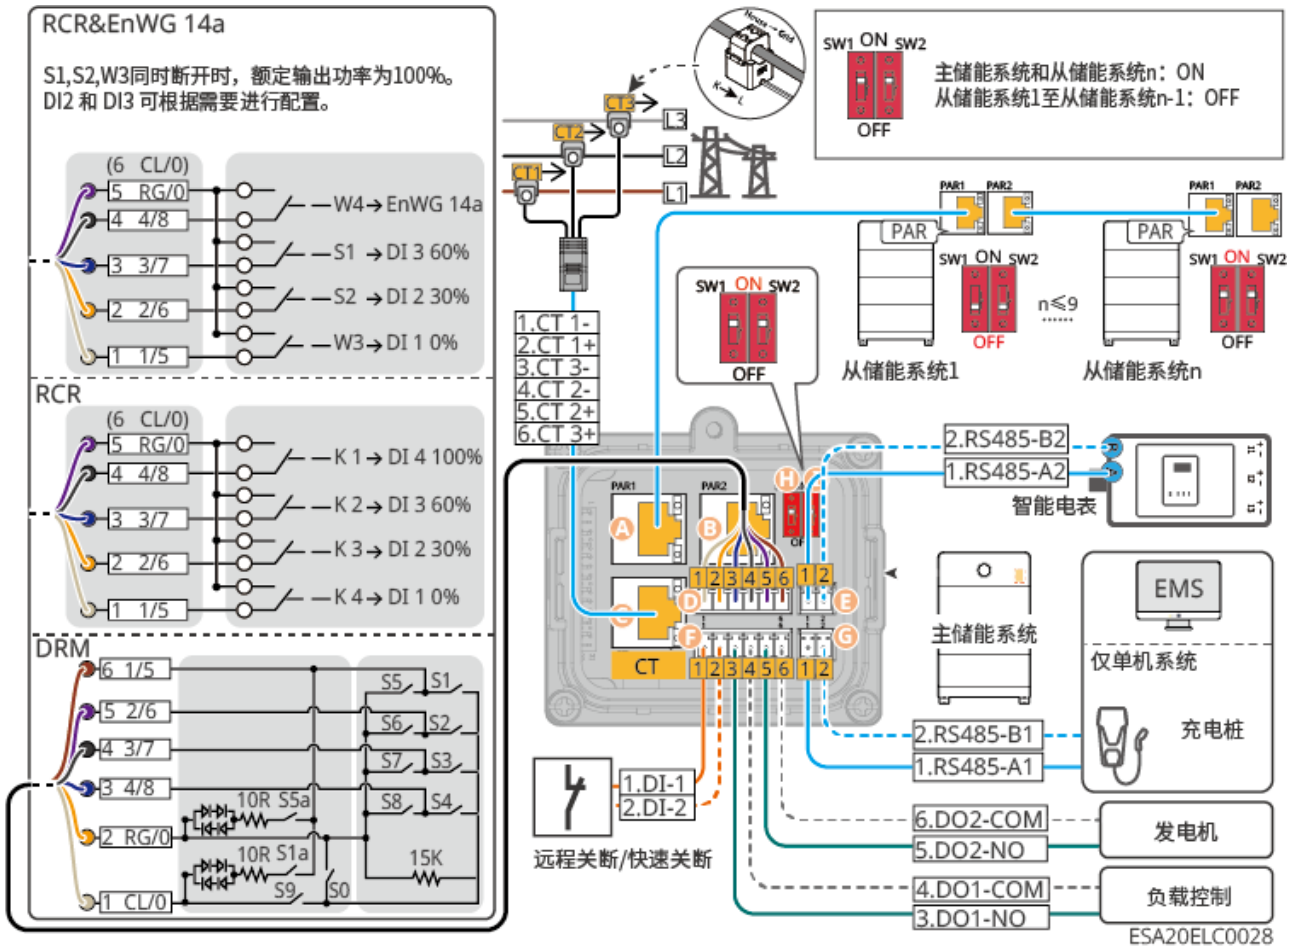 RCR&EnWG 14a
S1,S2,W3同时断开时，额定输出功率为100%。
DI2 和 DI3 可根据需要进行配置。
(6 CL/0)
5 RG/0
4 4/8
3 3/7
2 2/6
1 1/5
W4→EnWG 14a
S1 →DI 3 60%
S2 →DI 2 30%
W3→DI 1 0%
RCR
(6 CL/0)
5 RG/0
4 4/8
3 3/7
2 2/6
1 1/5
K 1→DI 4 100%
K 2→DI 3 60%
K 3→DI 2 30%
K 4→DI 1 0%
DRM
6 1/5
5 2/6
4 3/7
3 4/8
2 RG/0
1 CL/0
S5 S1
S6 S2
S7 S3
S8 S4
10R S5a
10R S1a
S9 S0
15K
House→Grid
K→L
CT3
CT2
CT1
L3
L2
L1
1.CT 1-
2.CT 1+
3.CT 3-
4.CT 2-
5.CT 2+
6.CT 3+
SW1 ON SW2
OFF
主储能系统和从储能系统n：ON
从储能系统1至从储能系统n-1：OFF
PAR1 PAR2
PAR
SW1 ON SW2
OFF
从储能系统1
n≤9
......
PAR1 PAR2
PAR
SW1 ON SW2
OFF
从储能系统n
SW1 ON SW2
OFF
PAR1
PAR2
A
B
H
C
D
E
F
G
1 2 3 4 5 6
1 2
CT
1 2 3 4 5 6
1 2
2.RS485-B2
1.RS485-A2
智能电表
主储能系统
EMS
仅单机系统
充电桩
2.RS485-B1
1.RS485-A1
1.DI-1
2.DI-2
远程关断/快速关断
6.DO2-COM
5.DO2-NO
发电机
4.DO1-COM
3.DO1-NO
负载控制
ESA20ELC0028